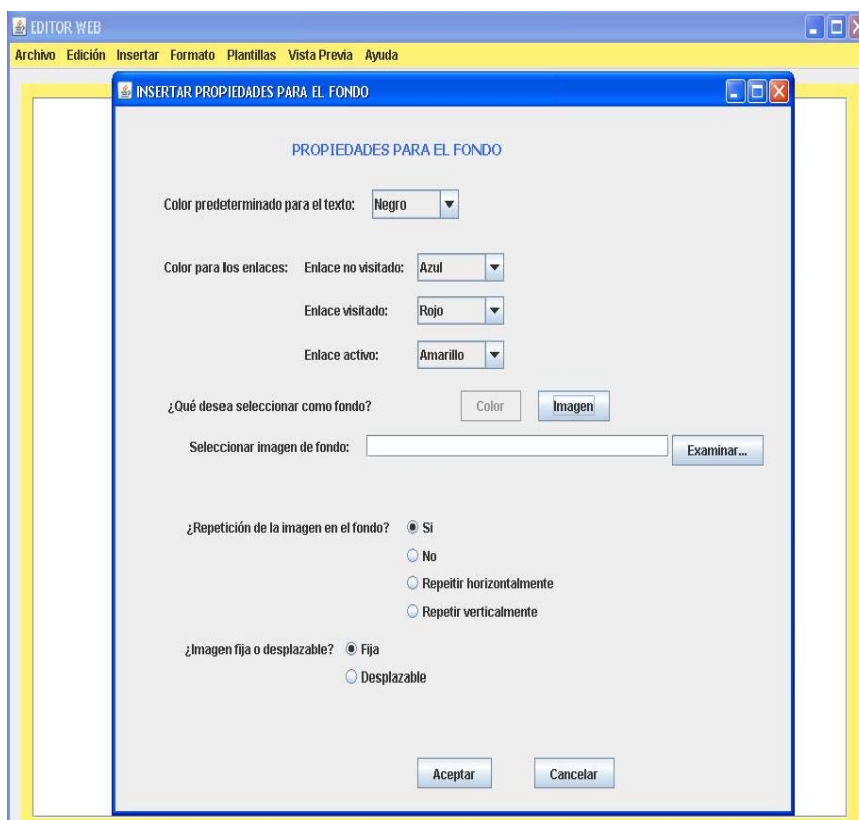 EDITOR WEB
Archivo Edición Insertar Formato Plantillas Vista Previa Ayuda
INSERTAR PROPIEDADES PARA EL FONDO
PROPIEDADES PARA EL FONDO
Color predeterminado para el texto: Negro
Color para los enlaces: Enlace no visitado: Azul
Enlace visitado: Rojo
Enlace activo: Amarillo
¿Qué desea seleccionar como fondo? Color Imagen
Seleccionar imagen de fondo: Examinar...
¿Repetición de la imagen en el fondo? Si
No
Repeitir horizontalmente
Repetir verticalmente
¿Imagen fija o desplazable? Fija
Desplazable
Aceptar Cancelar